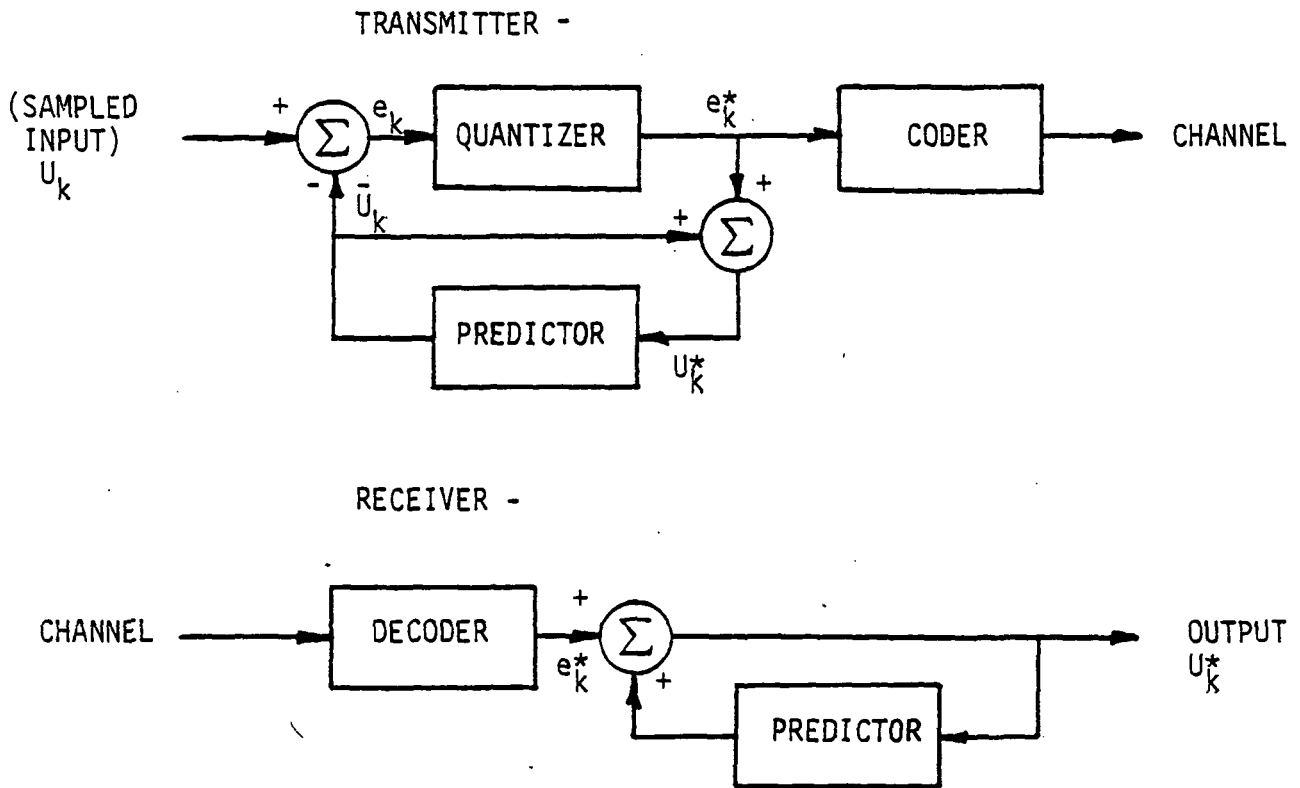 TRANSMITTER -
(SAMPLED
INPUT)
U_k
+
Σ
e_k
QUANTIZER
e*_k
CODER
CHANNEL
-
Ū_k
+
+
Σ
PREDICTOR
U*_k
RECEIVER -
CHANNEL
DECODER
e*_k
+
Σ
+
PREDICTOR
OUTPUT
U*_k